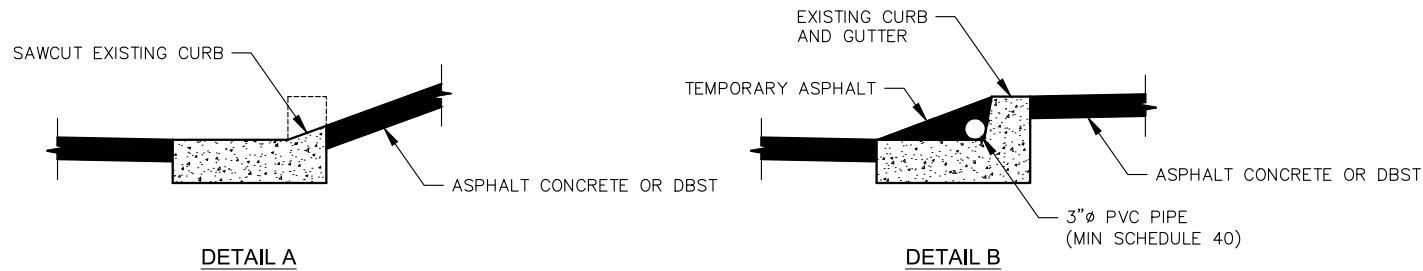 SAWCUT EXISTING CURB
ASPHALT CONCRETE OR DBST
DETAIL A
EXISTING CURB
AND GUTTER
TEMPORARY ASPHALT
ASPHALT CONCRETE OR DBST
3"ø PVC PIPE
(MIN SCHEDULE 40)
DETAIL B